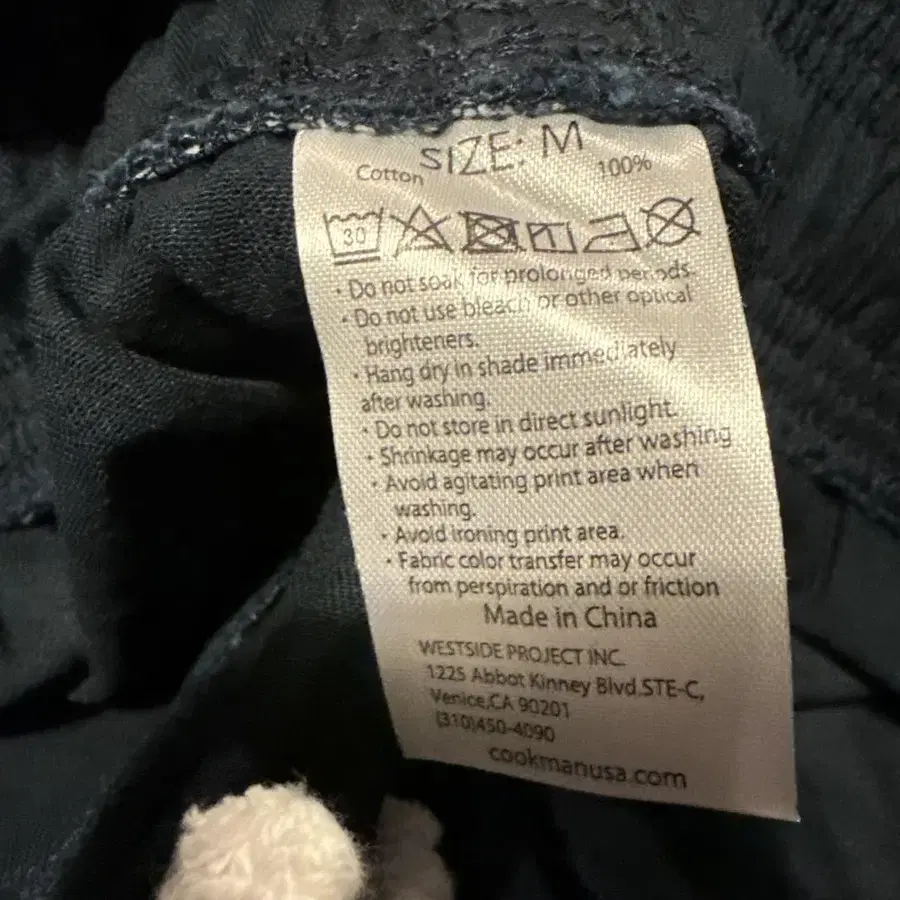 SIZE: M
Cotton 100%
30
• Do not soak for prolonged periods.
• Do not use bleach or other optical
brighteners.
• Hang dry in shade immediately
after washing.
• Do not store in direct sunlight.
• Shrinkage may occur after washing
• Avoid agitating print area when
washing.
• Avoid ironing print area.
• Fabric color transfer may occur
from perspiration and or friction
Made in China
WESTSIDE PROJECT INC.
1225 Abbot Kinney Blvd.STE-C,
Venice,CA 90201
(310)450-4090
cookmanusa.com